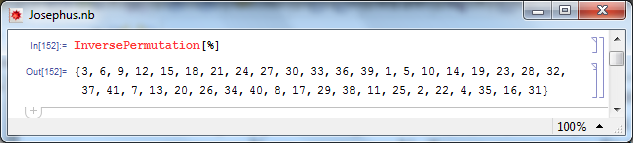 Josephus.nb
In[152]:= InversePermutation[%]
Out[152]= {3, 6, 9, 12, 15, 18, 21, 24, 27, 30, 33, 36, 39, 1, 5, 10, 14, 19, 23, 28, 32,
37, 41, 7, 13, 20, 26, 34, 40, 8, 17, 29, 38, 11, 25, 2, 22, 4, 35, 16, 31}
100%